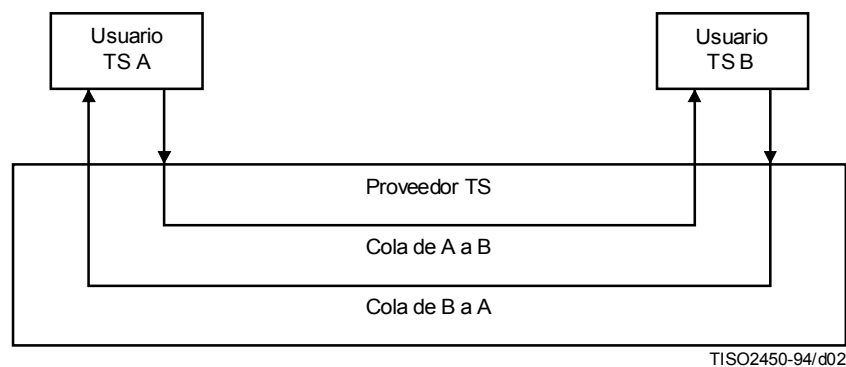 Usuario
TS A
Usuario
TS B
Proveedor TS
Cola de A a B
Cola de B a A
TISO2450-94/d02